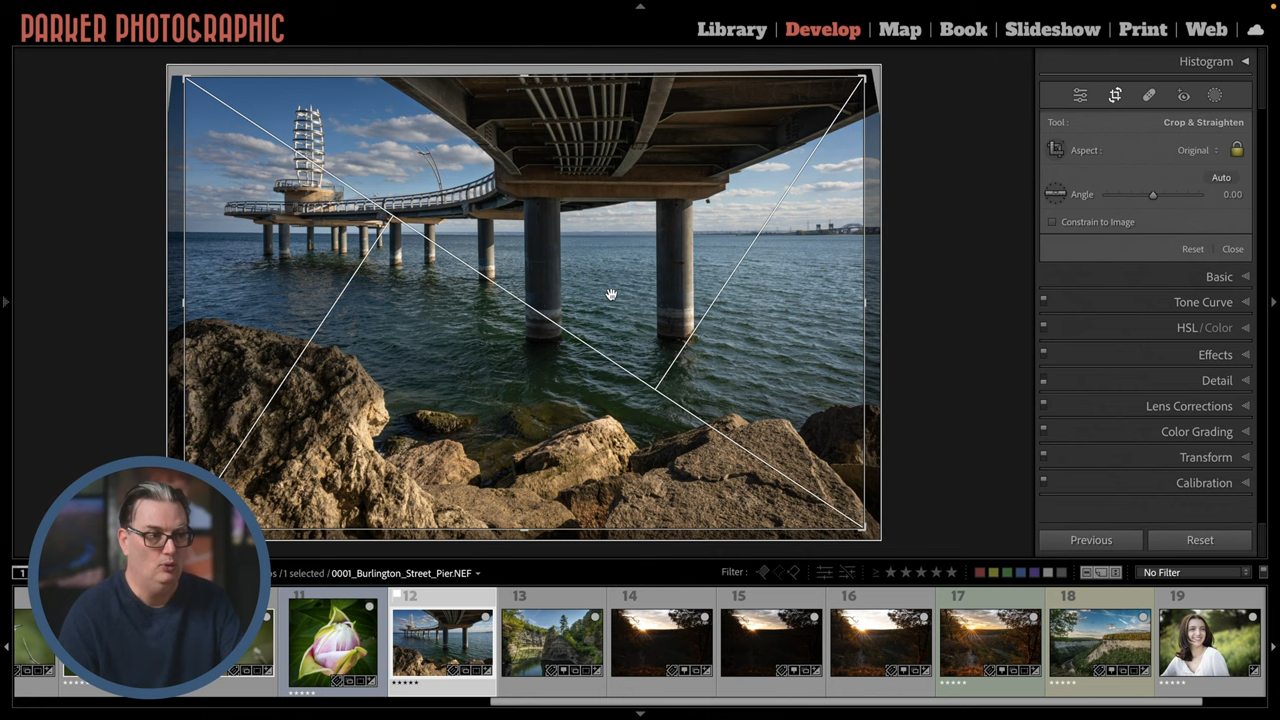 PARKER PHOTOGRAPHIC
Library | Develop | Map | Book | Slideshow | Print | Web
Histogram
Tool : Crop & Straighten
Aspect : Original
Auto
Angle 0.00
Constrain to Image
Reset Close
Basic
Tone Curve
HSL / Color
Effects
Detail
Lens Corrections
Color Grading
Transform
Calibration
Previous Reset
1 /1 selected / 0001_Burlington_Street_Pier.NEF
Filter : No Filter
11 12 13 14 15 16 17 18 19